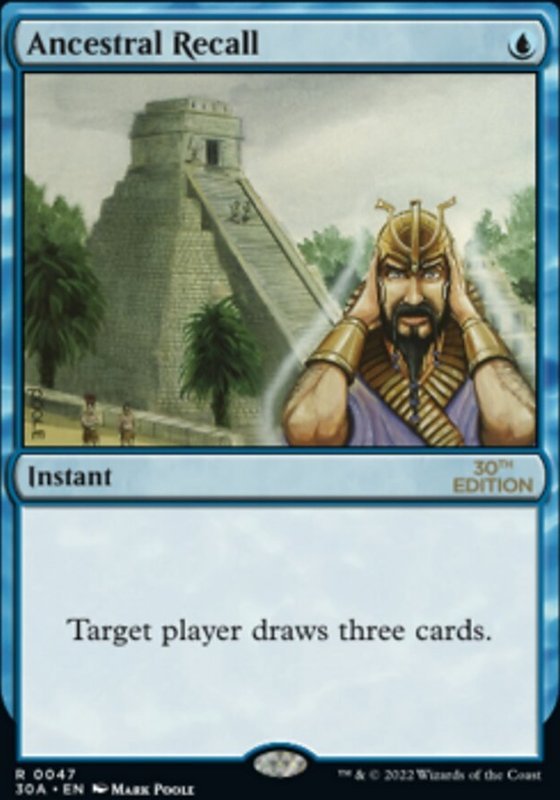 Ancestral Recall
POOLE
Instant
30TH
EDITION
Target player draws three cards.
R 0047
30A • EN Mark Poole
™ & © 2022 Wizards of the Coast